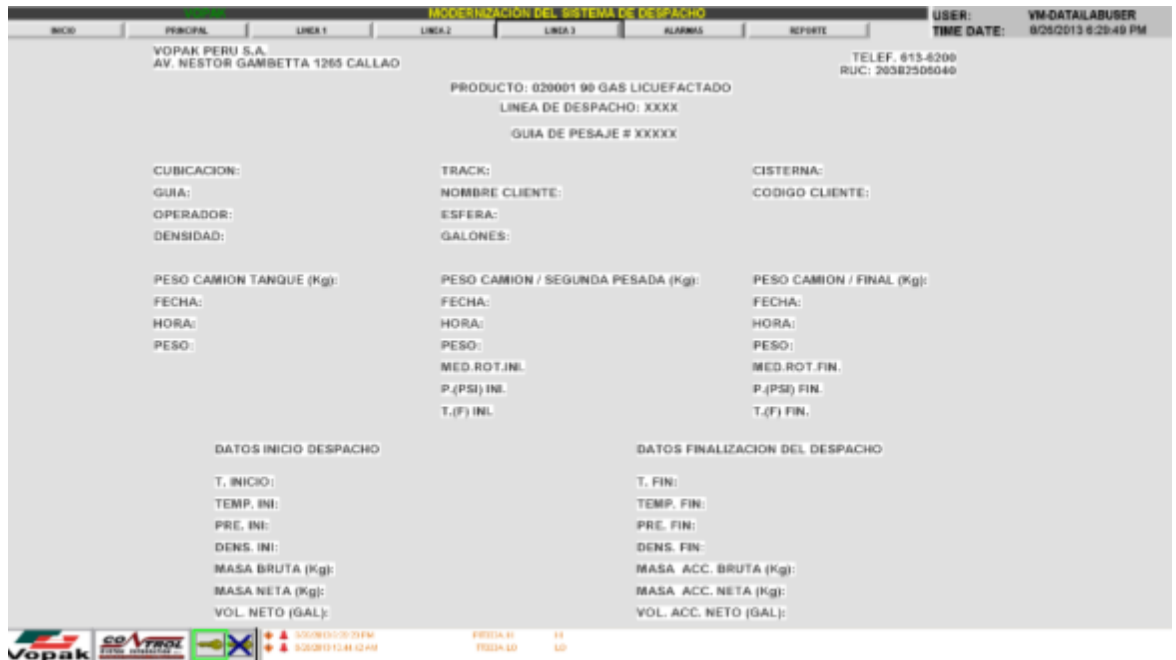 VOPAK MODERNIZACION DEL SISTEMA DE DESPACHO USER: VM-DATA\LABUSER
INICIO PRINCIPAL LINEA 1 LINEA 2 LINEA 3 ALARMAS REPORTE TIME DATE: 8/26/2013 6:29:49 PM
VOPAK PERU S.A. TELEF. 613-6200
AV. NESTOR GAMBETTA 1265 CALLAO RUC: 20382506040
PRODUCTO: 020001 90 GAS LICUEFACTADO
LINEA DE DESPACHO: XXXX
GUIA DE PESAJE # XXXXX
CUBICACION: TRACK: CISTERNA:
GUIA: NOMBRE CLIENTE: CODIGO CLIENTE:
OPERADOR: ESFERA:
DENSIDAD: GALONES:
PESO CAMION TANQUE (Kg): PESO CAMION / SEGUNDA PESADA (Kg): PESO CAMION / FINAL (Kg):
FECHA: FECHA: FECHA:
HORA: HORA: HORA:
PESO: PESO: PESO:
MED.ROT.INI. MED.ROT.FIN.
P.(PSI) INI. P.(PSI) FIN.
T.(F) INI. T.(F) FIN.
DATOS INICIO DESPACHO DATOS FINALIZACION DEL DESPACHO
T. INICIO: T. FIN:
TEMP. INI: TEMP. FIN:
PRE. INI: PRE. FIN:
DENS. INI: DENS. FIN:
MASA BRUTA (Kg): MASA ACC. BRUTA (Kg):
MASA NETA (Kg): MASA ACC. NETA (Kg):
VOL. NETO (GAL): VOL. ACC. NETO (GAL):
Vopak CONTROL HI
LO